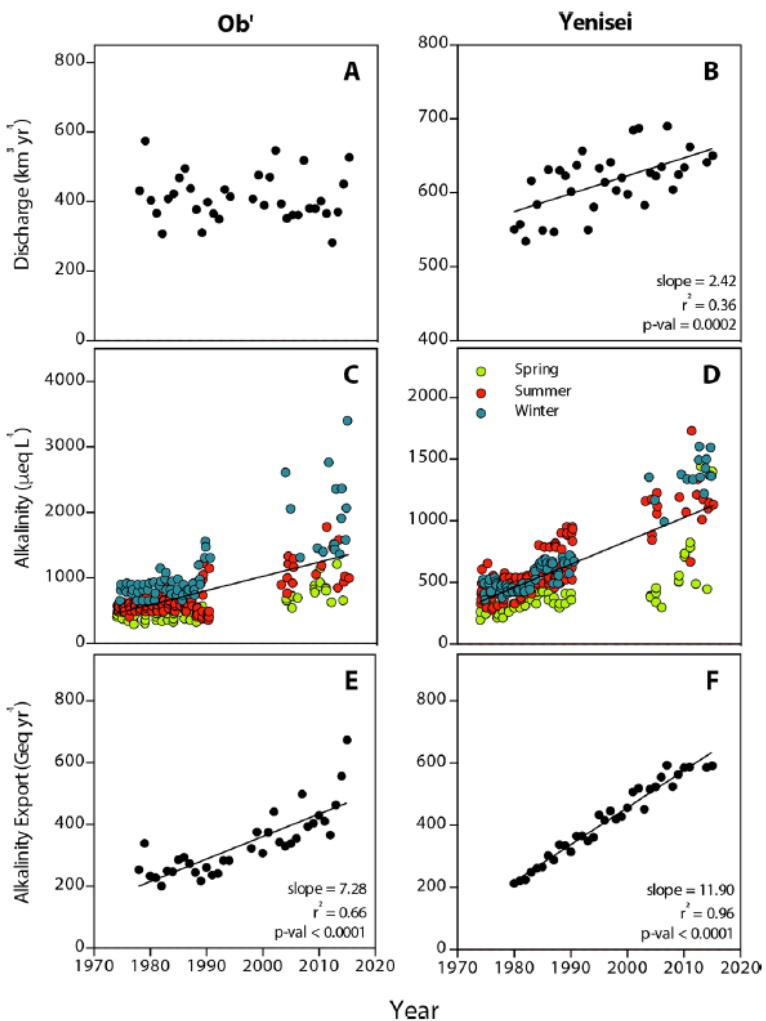 Ob'
Yenisei
A
800
600
400
200
0
Discharge (km³ yr⁻¹)
B
800
700
600
500
400
slope = 2.42
r² = 0.36
p-val = 0.0002
C
4000
3000
2000
1000
0
Alkalinity (μeq L⁻¹)
D
Spring
Summer
Winter
2000
1500
1000
500
0
E
800
600
400
200
0
Alkalinity Export (Geq yr⁻¹)
slope = 7.28
r² = 0.66
p-val < 0.0001
1970 1980 1990 2000 2010 2020
F
800
600
400
200
0
slope = 11.90
r² = 0.96
p-val < 0.0001
1970 1980 1990 2000 2010 2020
Year